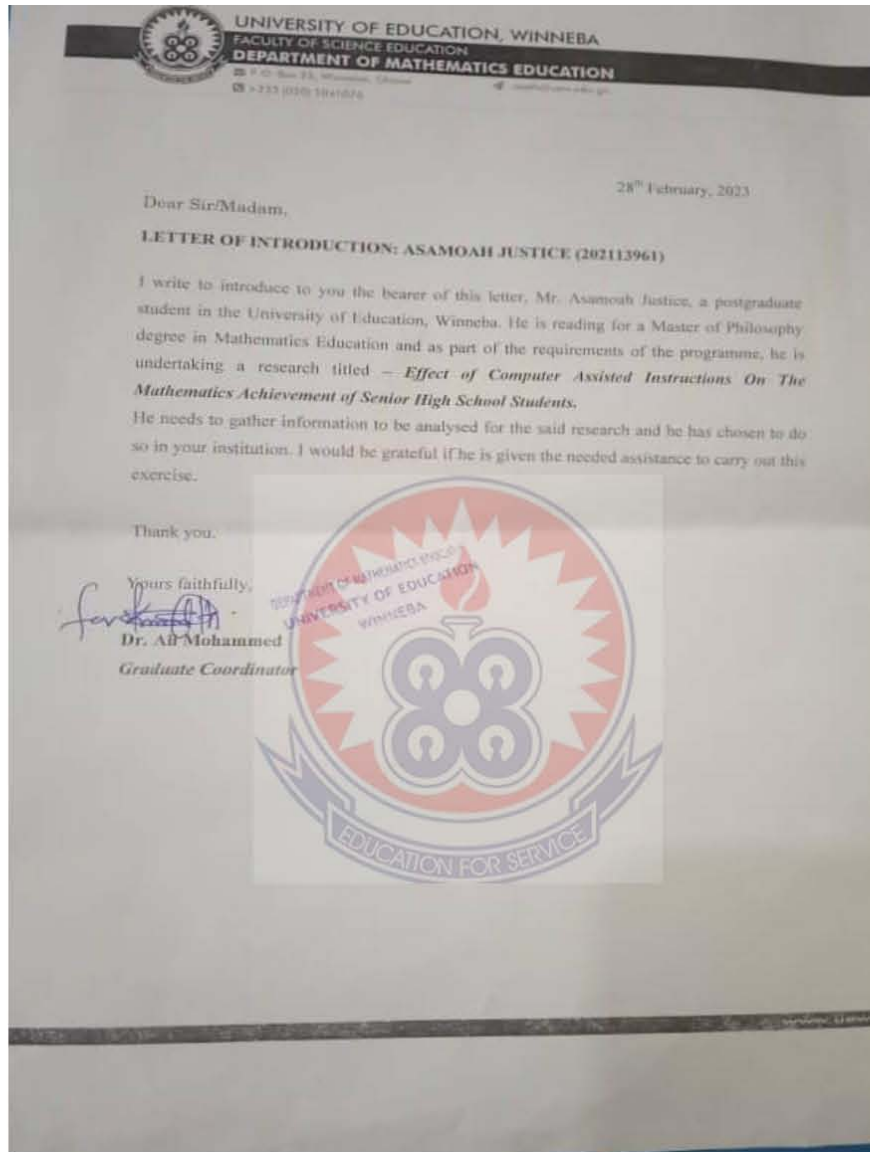 UNIVERSITY OF EDUCATION, WINNEBA
FACULTY OF SCIENCE EDUCATION
DEPARTMENT OF MATHEMATICS EDUCATION
28th February, 2023
Dear Sir/Madam,
LETTER OF INTRODUCTION: ASAMOAH JUSTICE (202113961)
I write to introduce to you the bearer of this letter, Mr. Asamoah Justice, a postgraduate
student in the University of Education, Winneba. He is reading for a Master of Philosophy
degree in Mathematics Education and as part of the requirements of the programme, he is
undertaking a research titled – Effect of Computer Assisted Instructions On The
Mathematics Achievement of Senior High School Students.
He needs to gather information to be analysed for the said research and he has chosen to do
so in your institution. I would be grateful if he is given the needed assistance to carry out this
exercise.
Thank you.
Yours faithfully,
DEPARTMENT OF MATHEMATICS
UNIVERSITY OF EDUCATION
WINNEBA
for
Dr. Ali Mohammed
Graduate Coordinator
EDUCATION FOR SERVICE